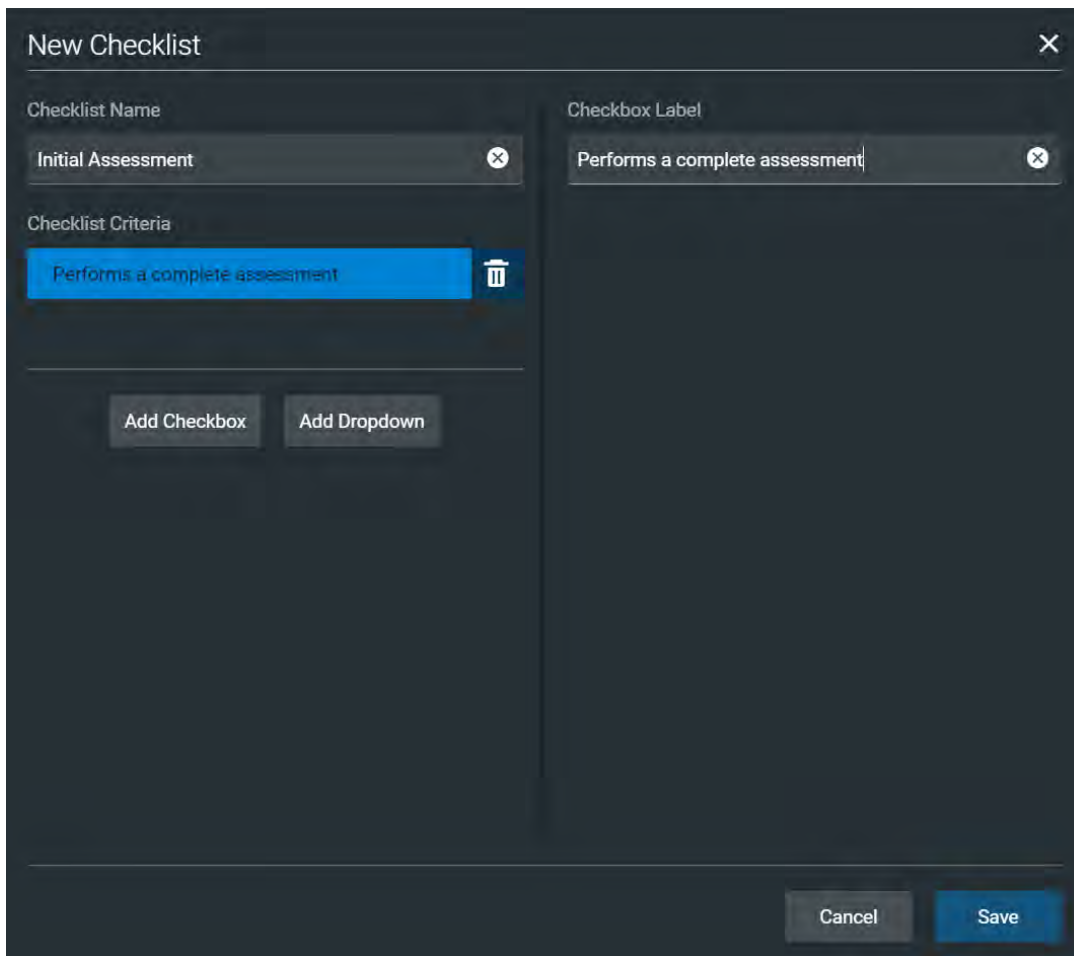 New Checklist
Checklist Name
Initial Assessment
Checklist Criteria
Performs a complete assessment
Add Checkbox
Add Dropdown
Checkbox Label
Performs a complete assessment
Cancel
Save